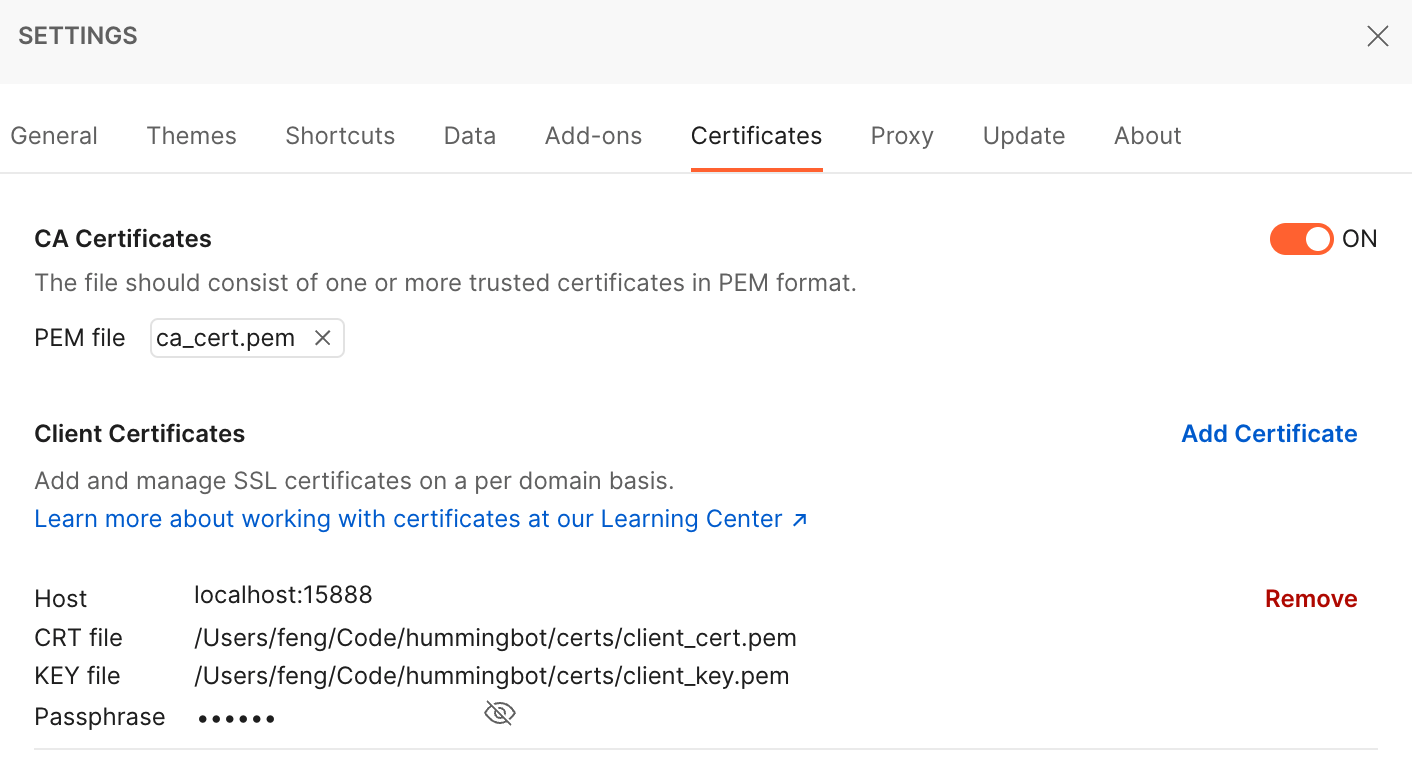 SETTINGS
General Themes Shortcuts Data Add-ons Certificates Proxy Update About
CA Certificates
ON
The file should consist of one or more trusted certificates in PEM format.
PEM file ca_cert.pem
Client Certificates
Add Certificate
Add and manage SSL certificates on a per domain basis.
Learn more about working with certificates at our Learning Center ↗
Host localhost:15888
Remove
CRT file /Users/feng/Code/hummingbot/certs/client_cert.pem
KEY file /Users/feng/Code/hummingbot/certs/client_key.pem
Passphrase ••••••